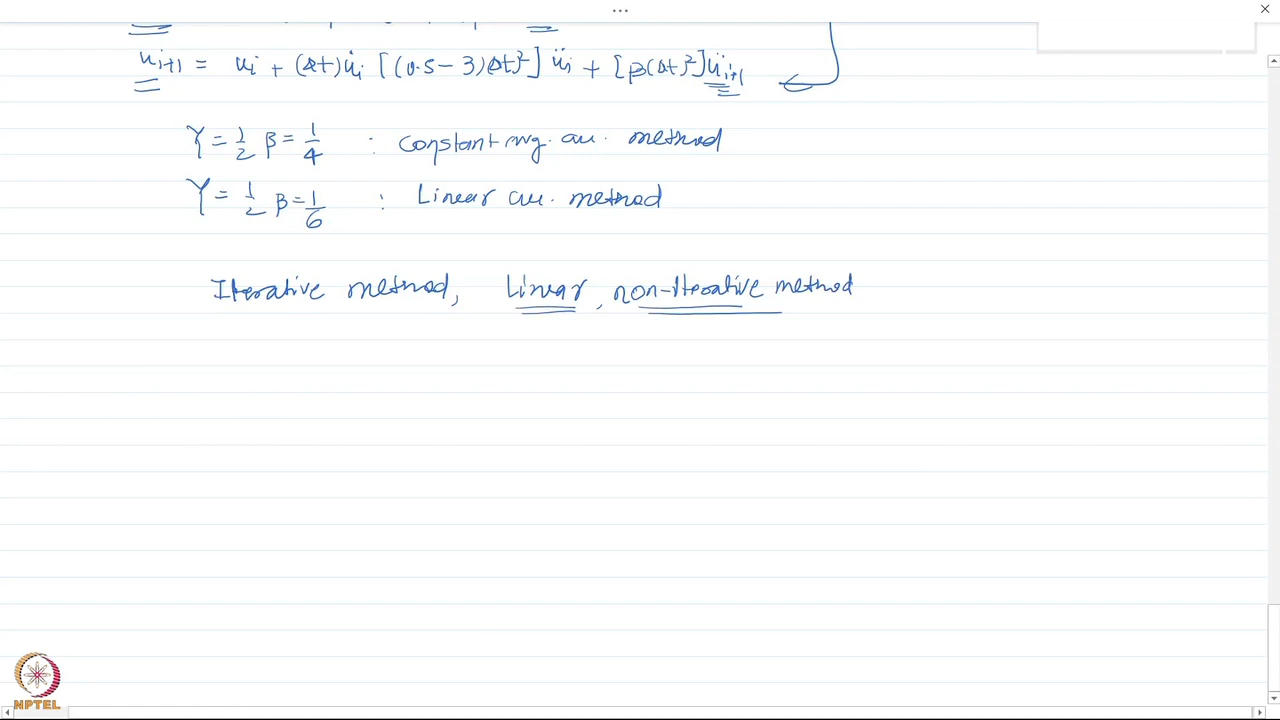 u_{i+1} = u_i + (Δt) u̇_i [(0.5 − 3)(Δt)²] ü_i + [β(Δt)²] ü_{i+1}
γ = 1/2 β = 1/4 : constant avg. acc. method
γ = 1/2 β = 1/6 : Linear acc. method
Iterative method, Linear, non-iterative method
NPTEL